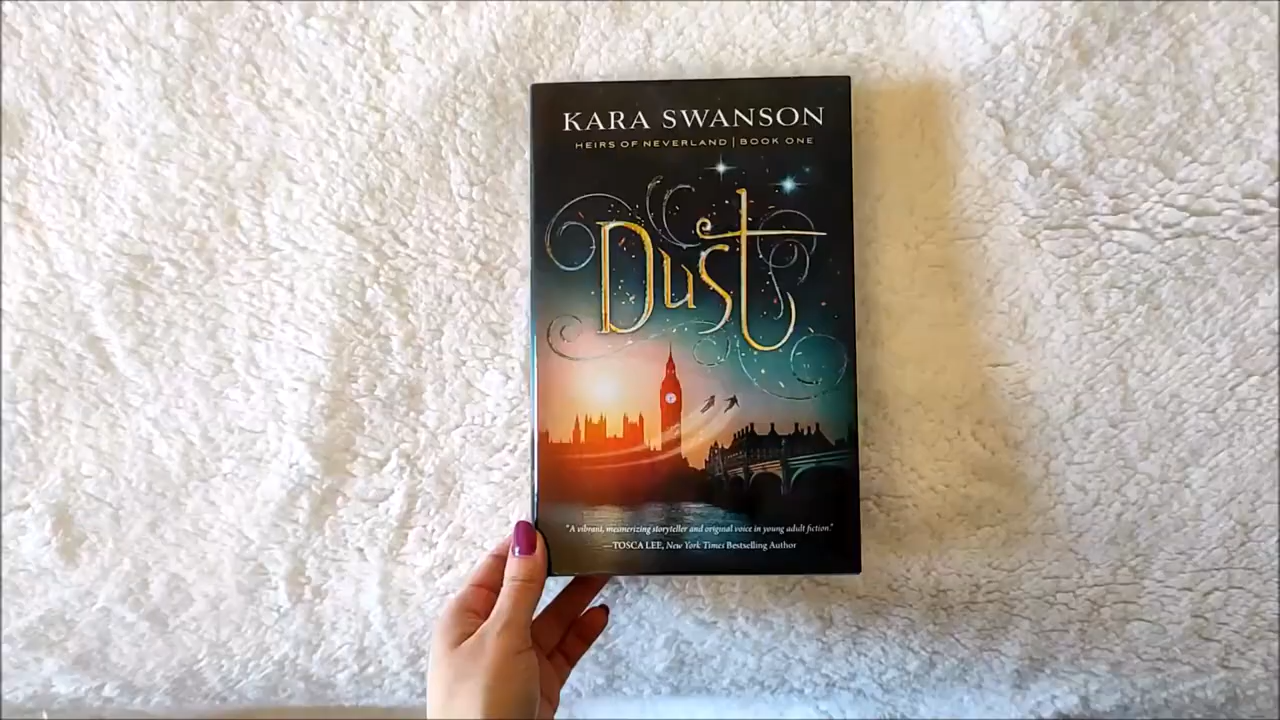 KARA SWANSON
HEIRS OF NEVERLAND | BOOK ONE
Dust
"A vibrant, mesmerizing storyteller and original voice in young adult fiction."
—TOSCA LEE, New York Times Bestselling Author